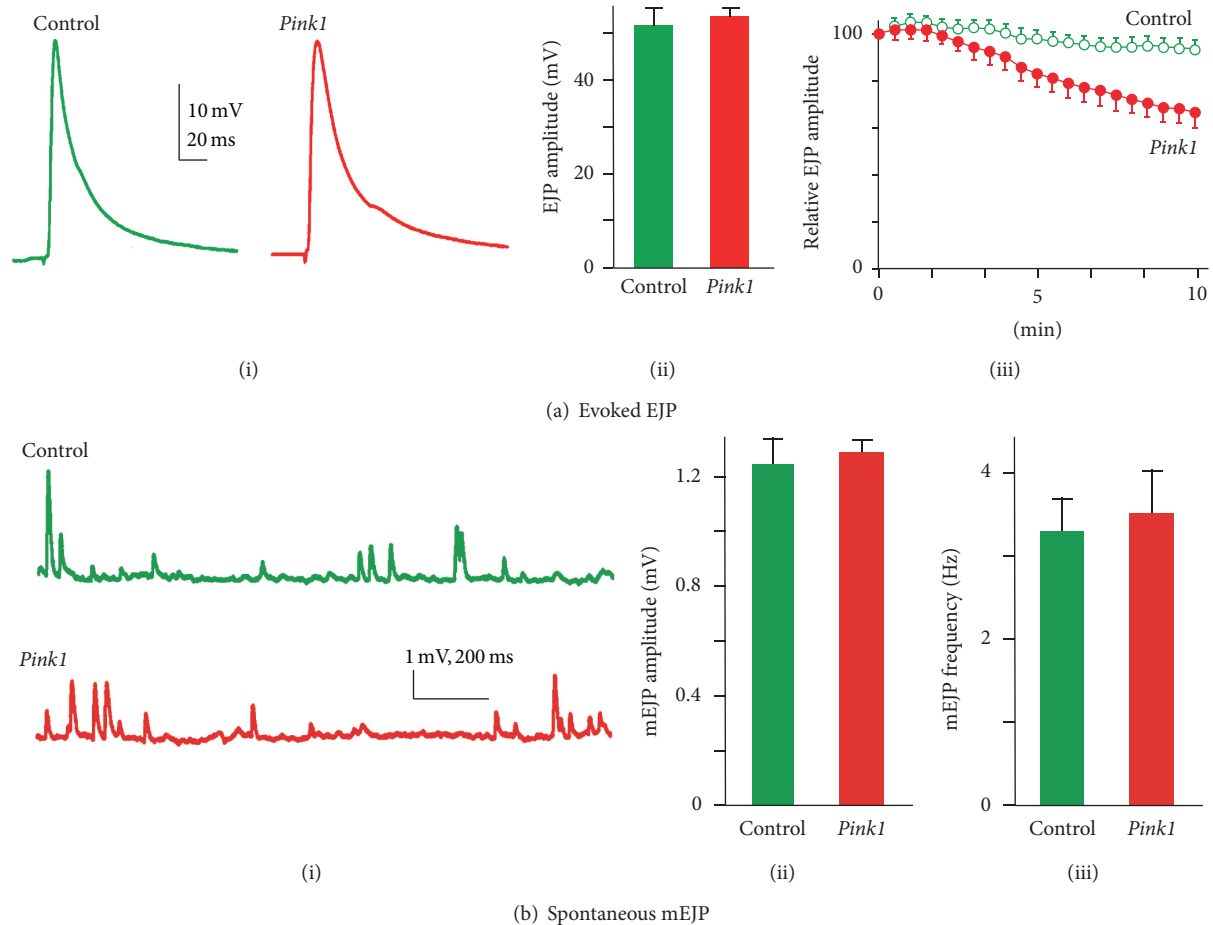 Control
Pink1
10 mV
20 ms
EJP amplitude (mV)
40
20
0
Control
Pink1
Relative EJP amplitude
100
0
Control
Pink1
0
5
10
(min)
(i)
(ii)
(iii)
(a) Evoked EJP
Control
Pink1
1 mV, 200 ms
mEJP amplitude (mV)
1.2
0.8
0.4
0
Control
Pink1
mEJP frequency (Hz)
4
2
0
Control
Pink1
(i)
(ii)
(iii)
(b) Spontaneous mEJP